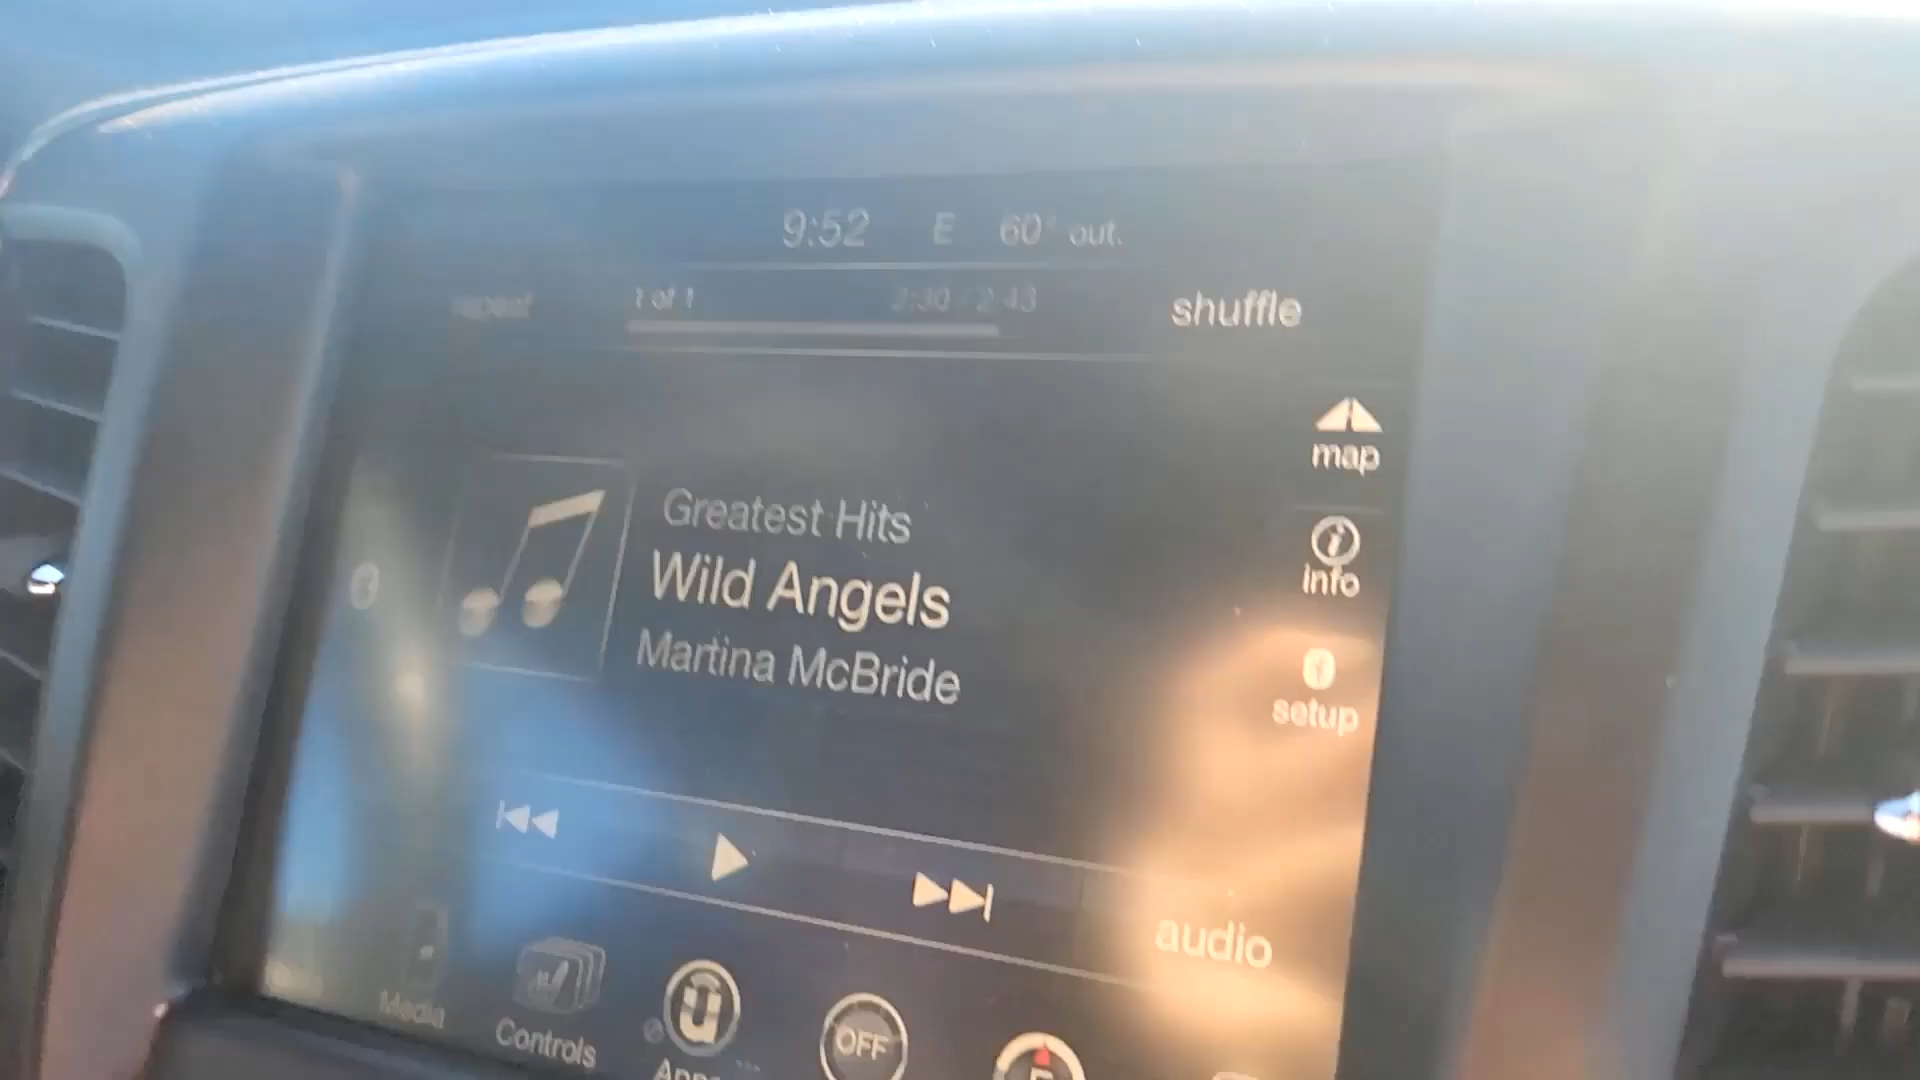 9:52 E 60° out.
repeat 1 of 1 2:30 / 2:43 shuffle
map
Greatest Hits
info
Wild Angels
Martina McBride
setup
audio
Media
Controls
OFF
E